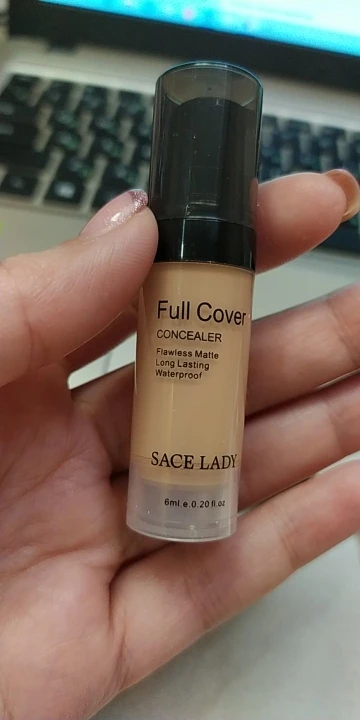 Full Cover
CONCEALER
Flawless Matte
Long Lasting
Waterproof
SACE LADY
6ml e.0.20 fl.oz